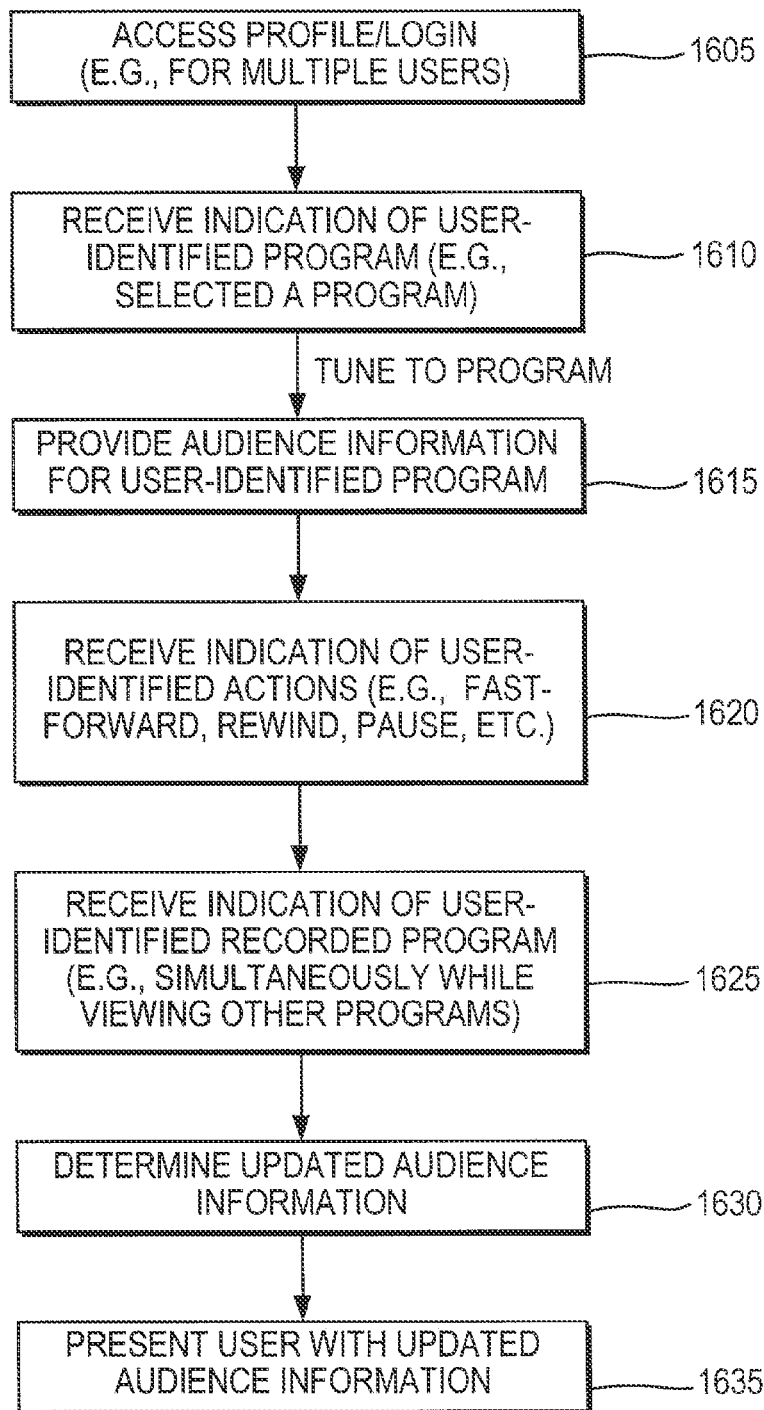 ACCESS PROFILE/LOGIN
(E.G., FOR MULTIPLE USERS)
1605
RECEIVE INDICATION OF USER-
IDENTIFIED PROGRAM (E.G.,
SELECTED A PROGRAM)
1610
TUNE TO PROGRAM
PROVIDE AUDIENCE INFORMATION
FOR USER-IDENTIFIED PROGRAM
1615
RECEIVE INDICATION OF USER-
IDENTIFIED ACTIONS (E.G., FAST-
FORWARD, REWIND, PAUSE, ETC.)
1620
RECEIVE INDICATION OF USER-
IDENTIFIED RECORDED PROGRAM
(E.G., SIMULTANEOUSLY WHILE
VIEWING OTHER PROGRAMS)
1625
DETERMINE UPDATED AUDIENCE
INFORMATION
1630
PRESENT USER WITH UPDATED
AUDIENCE INFORMATION
1635